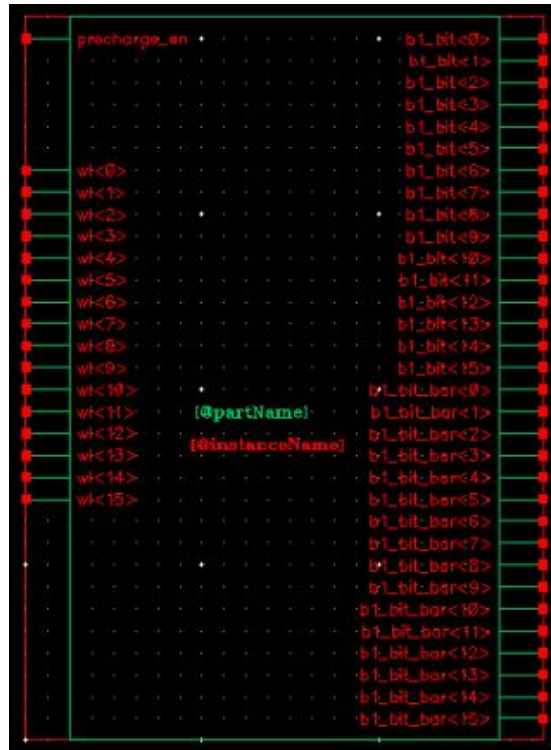 precharge_en
wl<0>
wl<1>
wl<2>
wl<3>
wl<4>
wl<5>
wl<6>
wl<7>
wl<8>
wl<9>
wl<10>
wl<11>
wl<12>
wl<13>
wl<14>
wl<15>
[@partName]
[@instanceName]
b1_bit<0>
b1_bit<1>
b1_bit<2>
b1_bit<3>
b1_bit<4>
b1_bit<5>
b1_bit<6>
b1_bit<7>
b1_bit<8>
b1_bit<9>
b1_bit<10>
b1_bit<11>
b1_bit<12>
b1_bit<13>
b1_bit<14>
b1_bit<15>
b1_bit_bar<0>
b1_bit_bar<1>
b1_bit_bar<2>
b1_bit_bar<3>
b1_bit_bar<4>
b1_bit_bar<5>
b1_bit_bar<6>
b1_bit_bar<7>
b1_bit_bar<8>
b1_bit_bar<9>
b1_bit_bar<10>
b1_bit_bar<11>
b1_bit_bar<12>
b1_bit_bar<13>
b1_bit_bar<14>
b1_bit_bar<15>